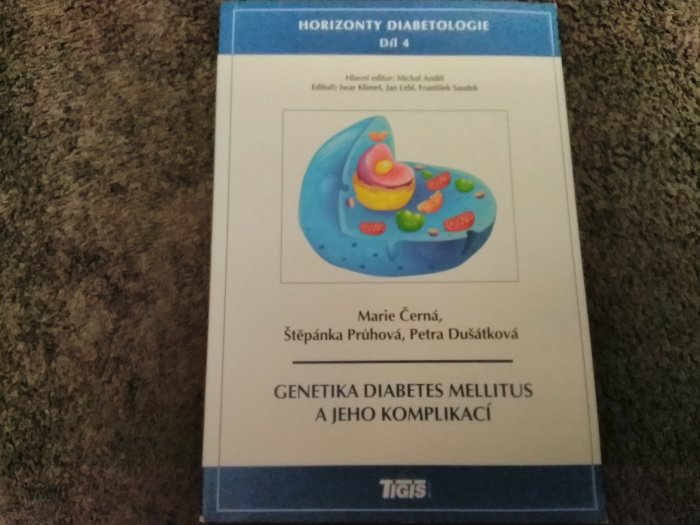 HORIZONTY DIABETOLOGIE
Díl 4
Hlavní editor: Michal Anděl
Editoři: Iwar Klimeš, Jan Lebl, František Saudek
Marie Černá,
Štěpánka Průhová, Petra Dušátková
GENETIKA DIABETES MELLITUS
A JEHO KOMPLIKACÍ
TIGIS